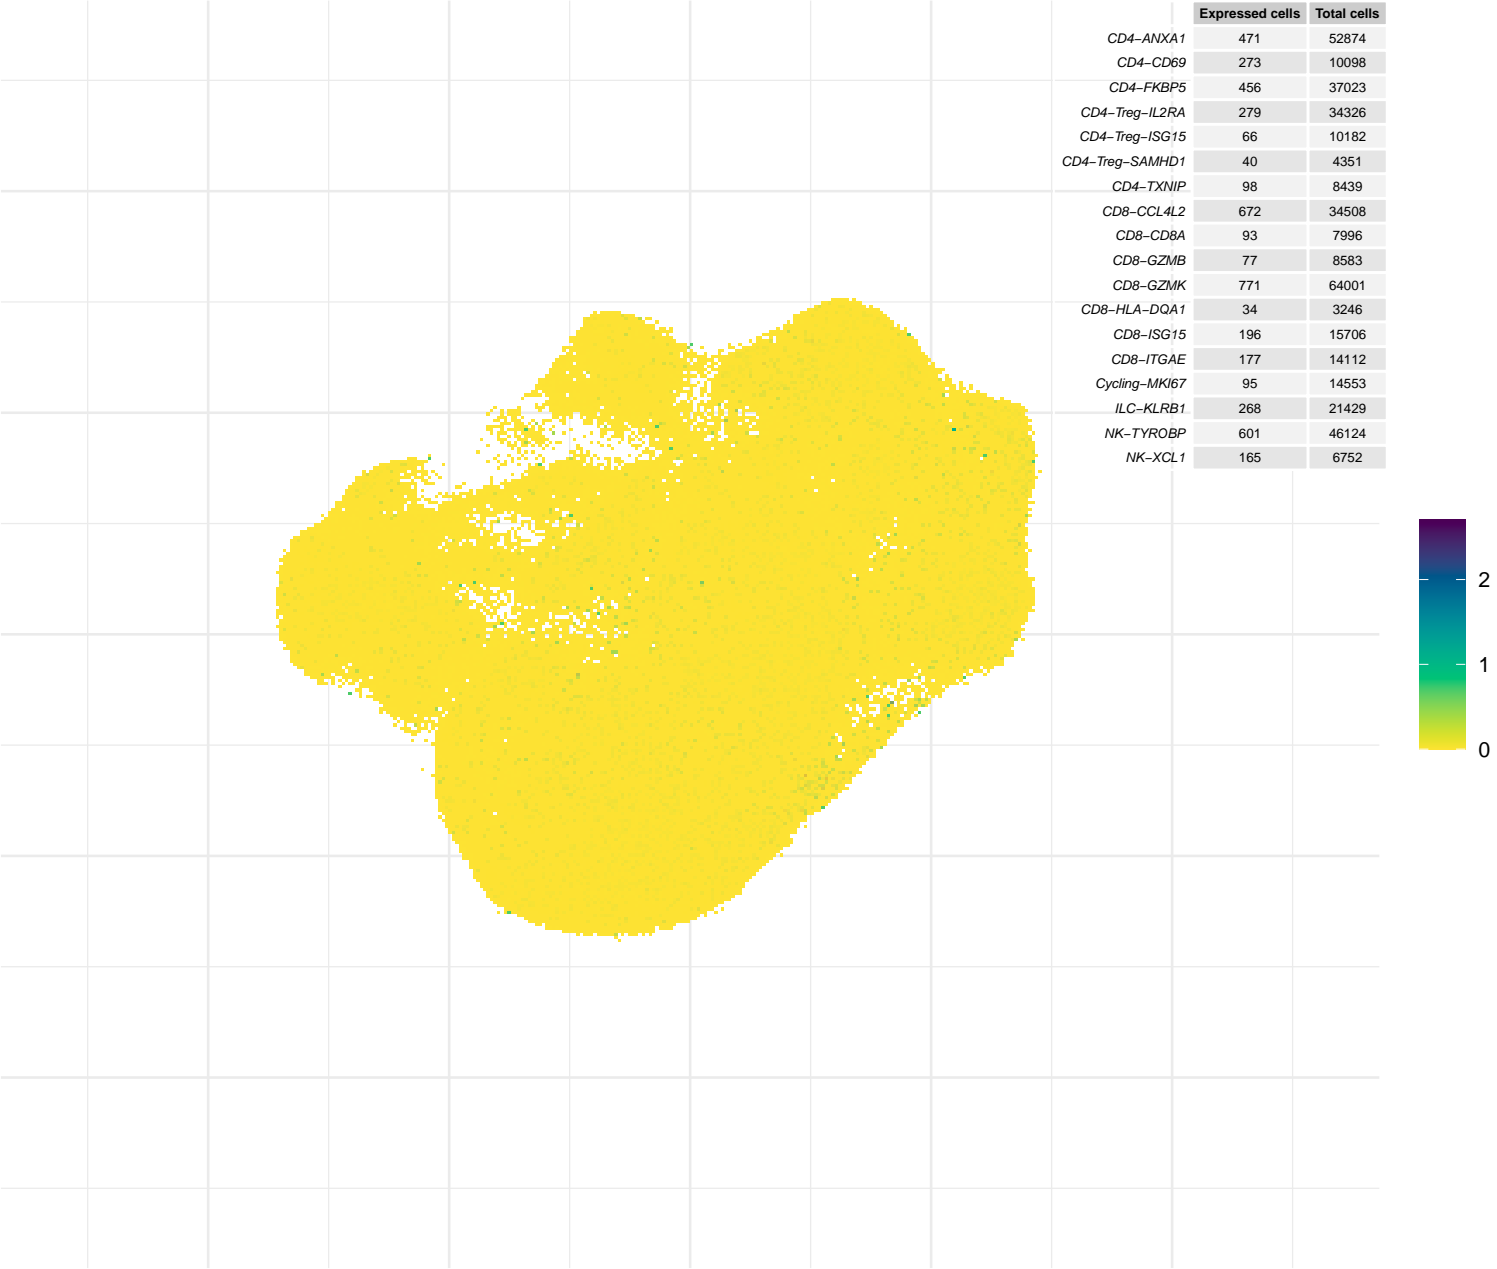 Expressed cells Total cells
CD4−ANXA1 471 52874
CD4−CD69 273 10098
CD4−FKBP5 456 37023
CD4−Treg−IL2RA 279 34326
CD4−Treg−ISG15 66 10182
CD4−Treg−SAMHD1 40 4351
CD4−TXNIP 98 8439
CD8−CCL4L2 672 34508
CD8−CD8A 93 7996
CD8−GZMB 77 8583
CD8−GZMK 771 64001
CD8−HLA−DQA1 34 3246
CD8−ISG15 196 15706
CD8−ITGAE 177 14112
Cycling−MKI67 95 14553
ILC−KLRB1 268 21429
NK−TYROBP 601 46124
NK−XCL1 165 6752
2
1
0